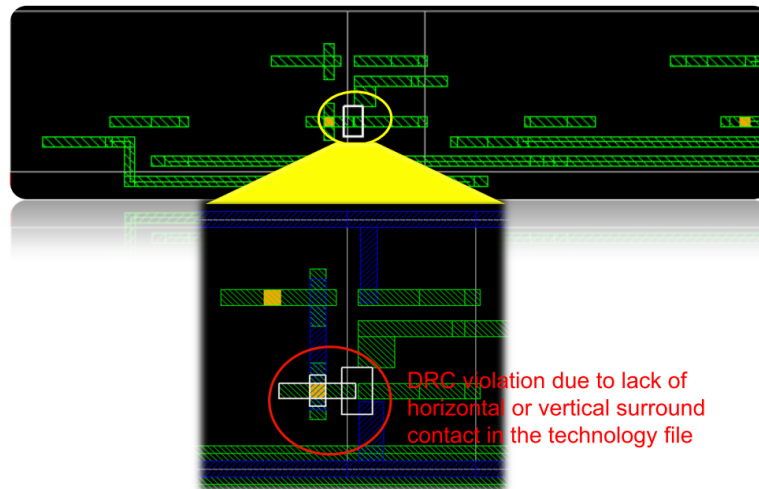 DRC violation due to lack of
horizontal or vertical surround
contact in the technology file